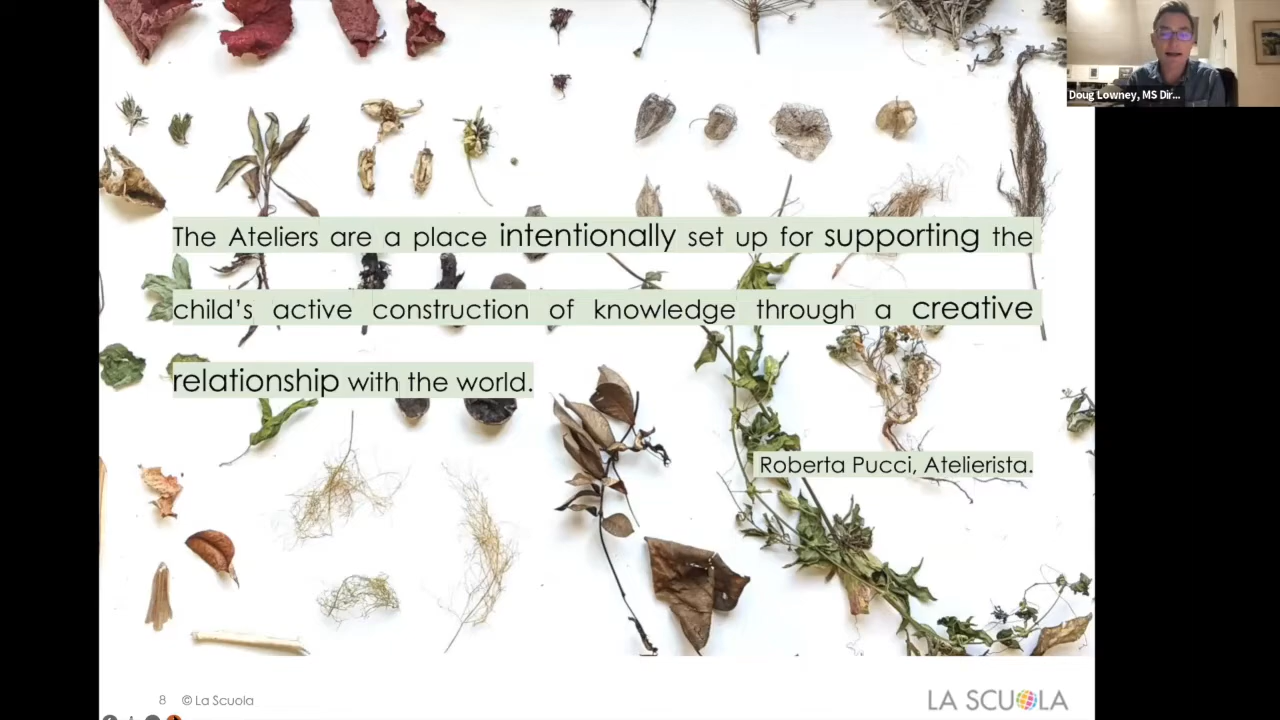 Doug Lowney, MS Dir...
The Ateliers are a place intentionally set up for supporting the
child's active construction of knowledge through a creative
relationship with the world.
Roberta Pucci, Atelierista.
8 © La Scuola
LA SCUOLA